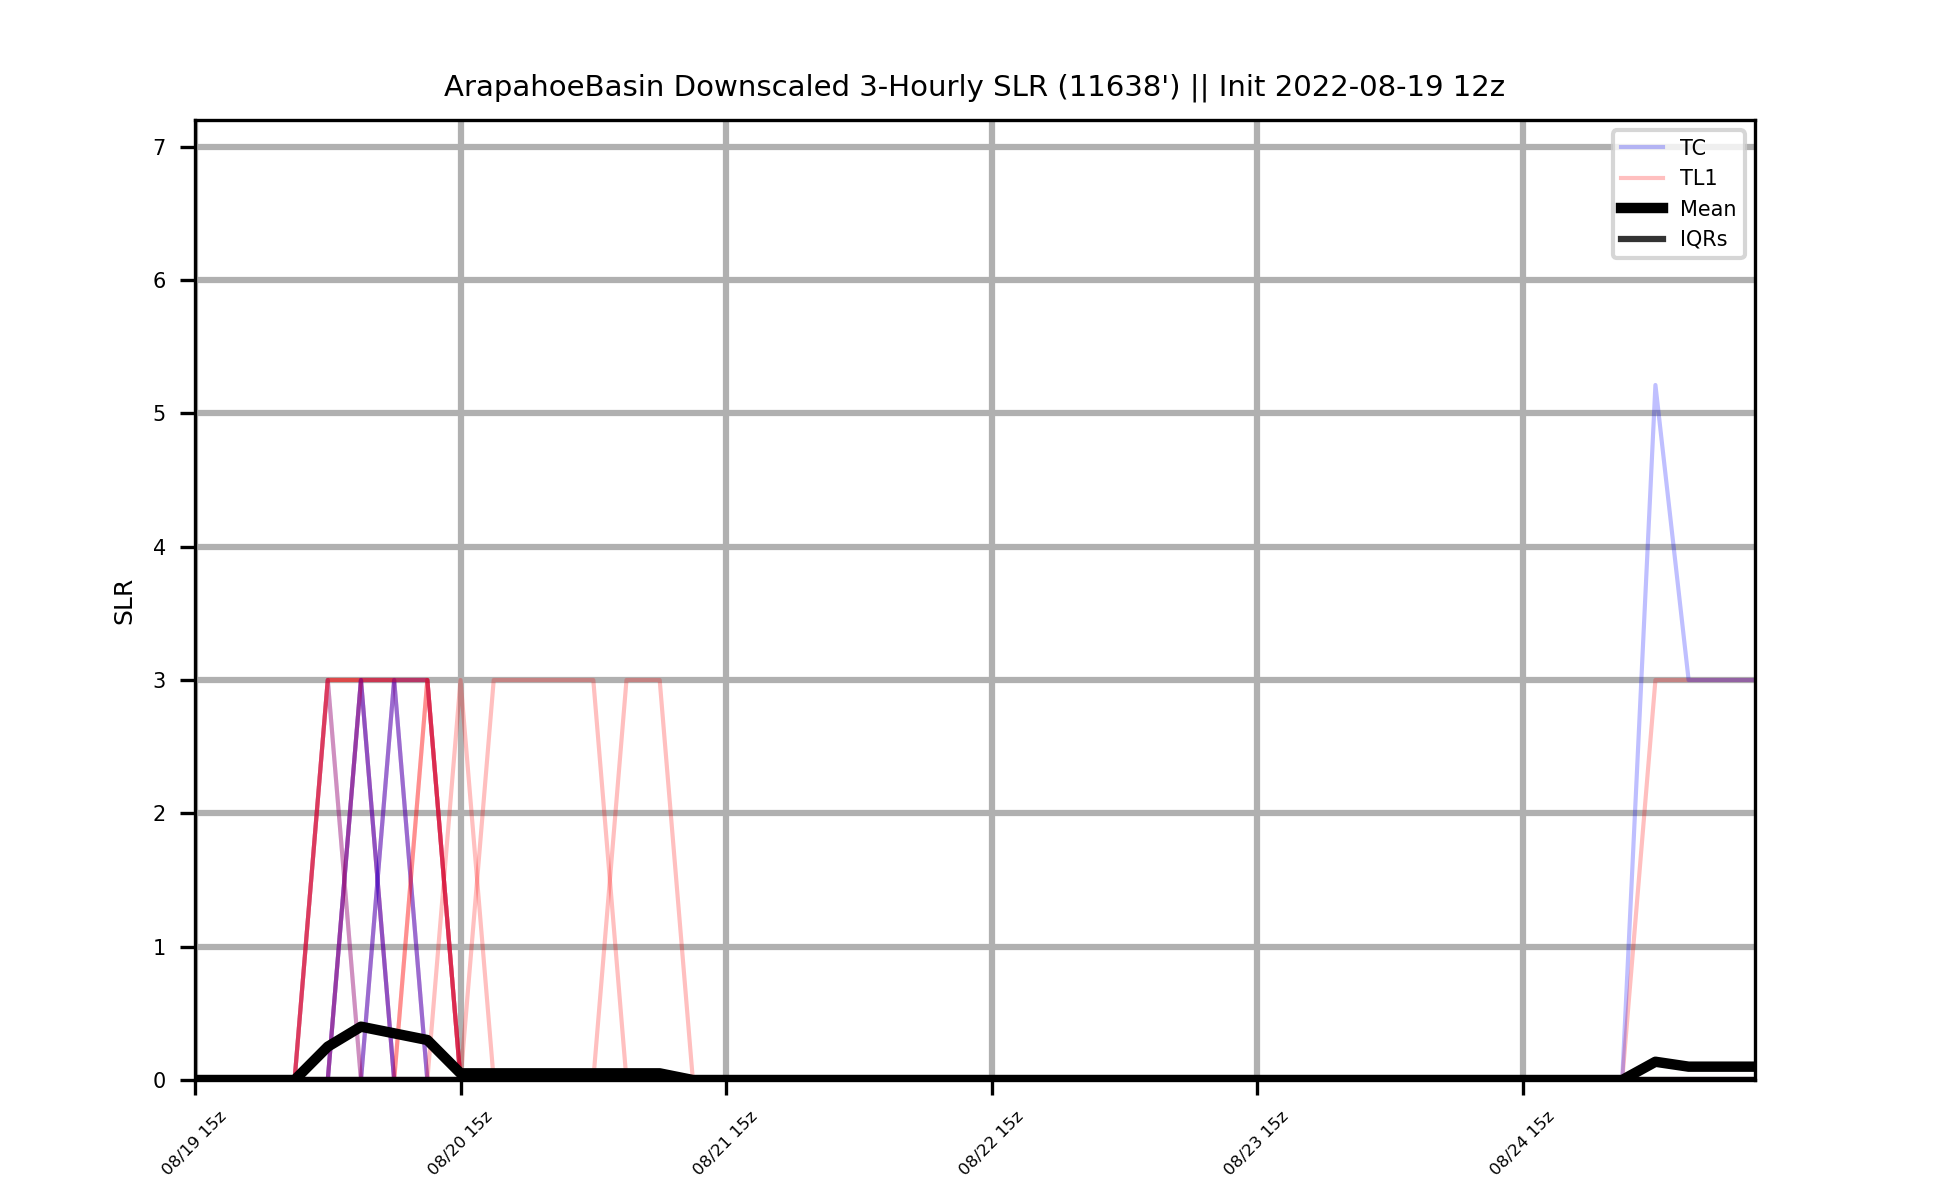 ArapahoeBasin Downscaled 3-Hourly SLR (11638') || Init 2022-08-19 12z
TC
TL1
Mean
IQRs
7
6
5
4
3
2
1
0
SLR
08/19 15z
08/20 15z
08/21 15z
08/22 15z
08/23 15z
08/24 15z